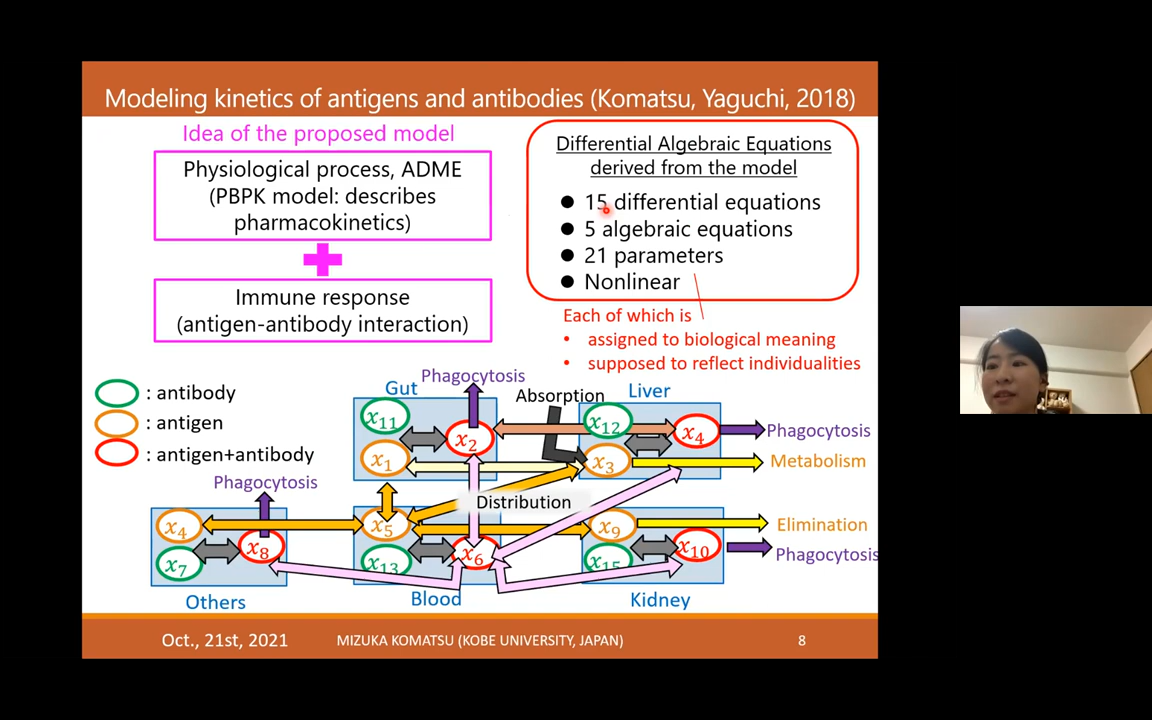 Modeling kinetics of antigens and antibodies (Komatsu, Yaguchi, 2018)
Idea of the proposed model
Physiological process, ADME
(PBPK model: describes
pharmacokinetics)
Immune response
(antigen-antibody interaction)
Differential Algebraic Equations
derived from the model
● 15 differential equations
● 5 algebraic equations
● 21 parameters
● Nonlinear
Each of which is
• assigned to biological meaning
• supposed to reflect individualities
: antibody
: antigen
: antigen+antibody
Gut
Phagocytosis
x11
x2
x1
Absorption
Liver
x12
x4
x3
Phagocytosis
Metabolism
Distribution
Phagocytosis
x4
x8
x7
Others
x5
x6
x13
Blood
x9
x10
x15
Kidney
Elimination
Phagocytosis
Oct., 21st, 2021
MIZUKA KOMATSU (KOBE UNIVERSITY, JAPAN)
8